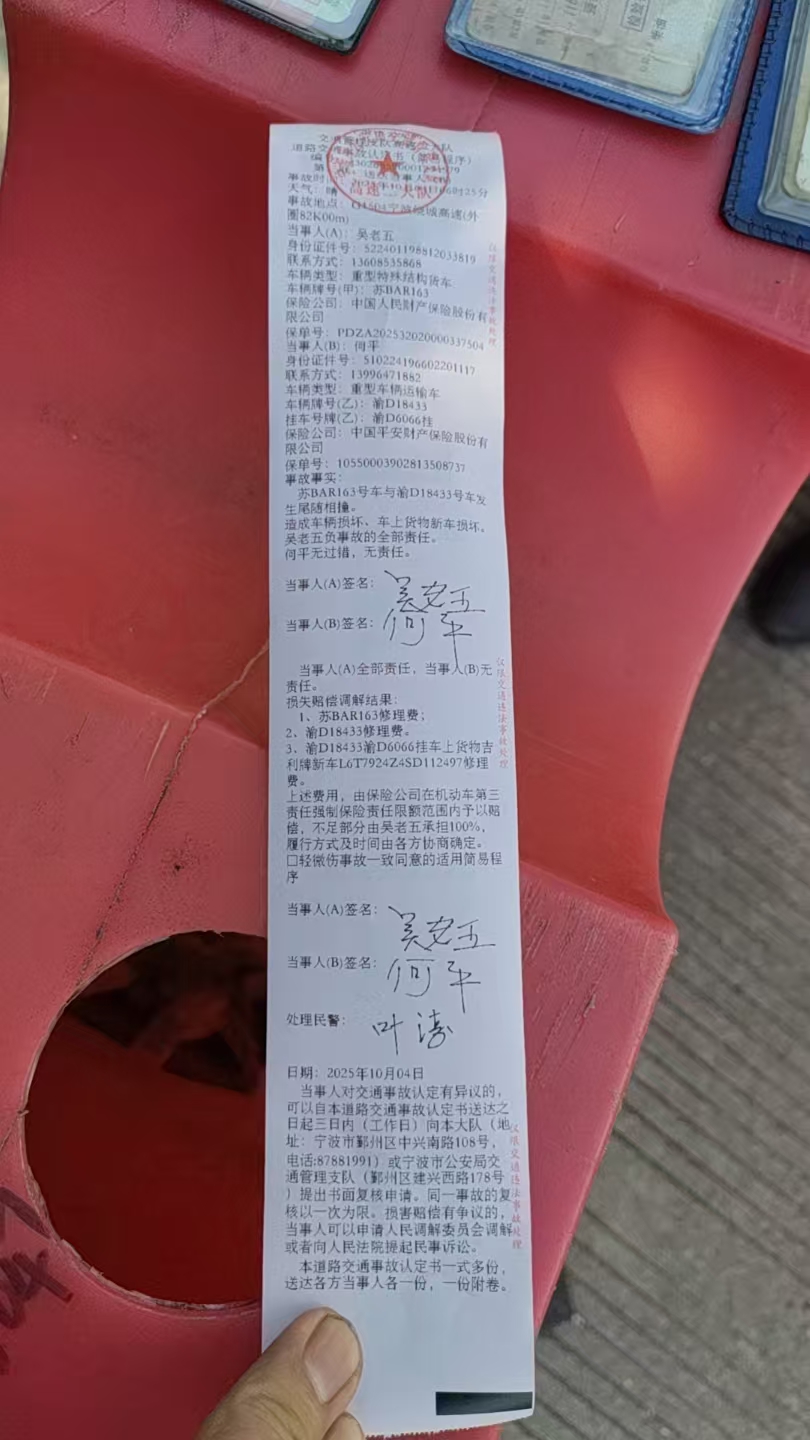 道路交通事故认定书（简易程序）
天气：晴
事故地点：G1504宁波绕城高速(外
圈82K00m)
当事人(A)：吴老五
身份证件号：522401198812033819
联系方式：13608535868
车辆类型：重型特殊结构货车
车辆牌号(甲)：苏BAR163
保险公司：中国人民财产保险股份有
限公司
保单号：PDZA202532020000337504
当事人(B)：何平
身份证件号：510224196602201117
联系方式：13996471882
车辆类型：重型车辆运输车
车辆牌号(乙)：渝D18433
挂车号牌(乙)：渝D6066挂
保险公司：中国平安财产保险股份有
限公司
保单号：10550003902813508737
事故事实：
苏BAR163号车与渝D18433号车发
生尾随相撞。
造成车辆损坏、车上货物新车损坏。
吴老五负事故的全部责任。
何平无过错，无责任。
当事人(A)签名：吴老五
当事人(B)签名：何平
当事人(A)全部责任，当事人(B)无
责任。
损失赔偿调解结果：
1、苏BAR163修理费；
2、渝D18433修理费。
3、渝D18433渝D6066挂车上货物吉
利牌新车L6T7924Z4SD112497修理
费。
上述费用，由保险公司在机动车第三
责任强制保险责任限额范围内予以赔
偿，不足部分由吴老五承担100%，
履行方式及时间由各方协商确定。
□轻微伤事故一致同意的适用简易程
序
当事人(A)签名：吴老五
当事人(B)签名：何平
处理民警：叶涛
日期：2025年10月04日
当事人对交通事故认定有异议的，
可以自本道路交通事故认定书送达之
日起三日内（工作日）向本大队（地
址：宁波市鄞州区中兴南路108号，
电话:87881991）或宁波市公安局交
通管理支队（鄞州区建兴西路178号
）提出书面复核申请。同一事故的复
核以一次为限。损害赔偿有争议的，
当事人可以申请人民调解委员会调解
或者向人民法院提起民事诉讼。
本道路交通事故认定书一式多份，
送达各方当事人各一份，一份附卷。
仅限交通违法事故处理
仅限交通违法事故处理
仅限交通违法事故处理